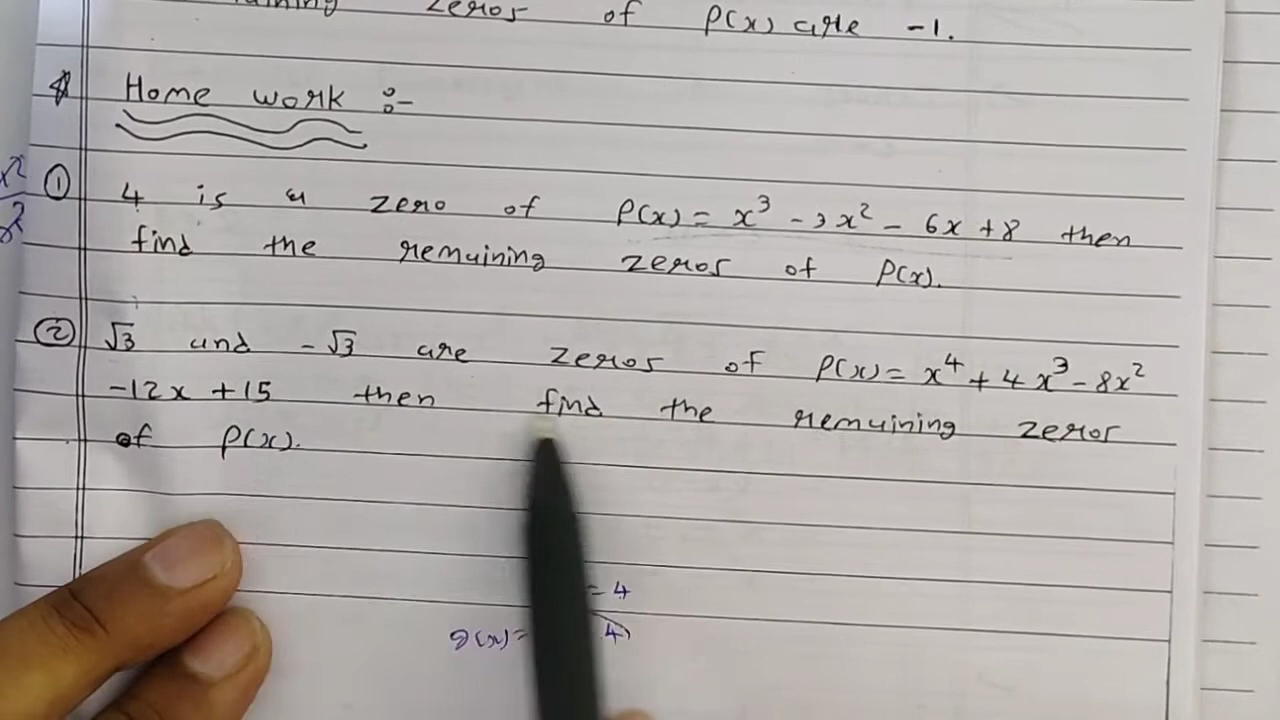 zeros of P(x) are -1.
Home work :-
① 4 is a zero of P(x) = x³ - 3x² - 6x + 8 then
find the remaining zeros of P(x).
② √3 and -√3 are zeros of P(x) = x⁴ + 4x³ - 8x²
-12x + 15 then find the remaining zeros
of P(x).
= 4
g(x) = 4